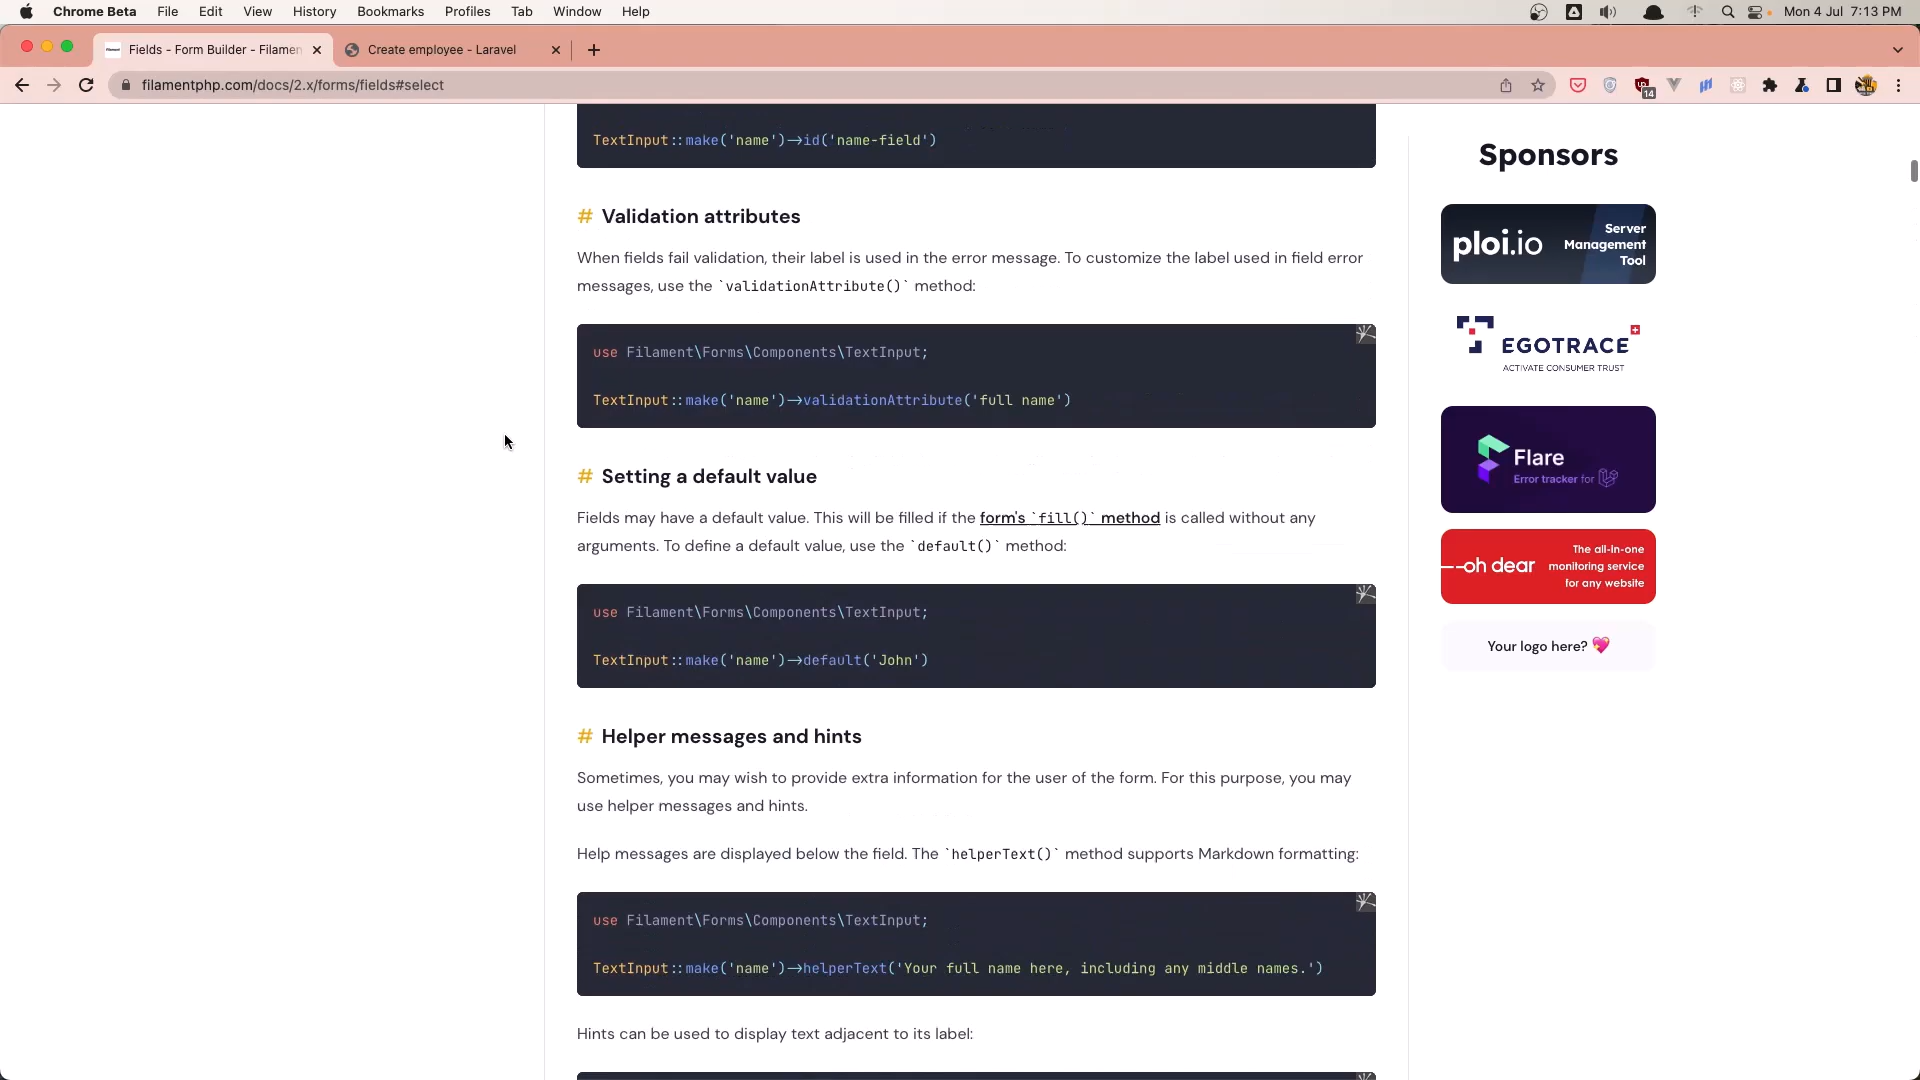 Chrome Beta File Edit View History Bookmarks Profiles Tab Window Help Mon 4 Jul 7:13 PM
Fields - Form Builder - Filamen Create employee - Laravel
filamentphp.com/docs/2.x/forms/fields#select
14
TextInput::make('name')->id('name-field')
# Validation attributes
When fields fail validation, their label is used in the error message. To customize the label used in field error
messages, use the `validationAttribute()` method:
use Filament\Forms\Components\TextInput;
TextInput::make('name')->validationAttribute('full name')
# Setting a default value
Fields may have a default value. This will be filled if the form's `fill()` method is called without any
arguments. To define a default value, use the `default()` method:
use Filament\Forms\Components\TextInput;
TextInput::make('name')->default('John')
# Helper messages and hints
Sometimes, you may wish to provide extra information for the user of the form. For this purpose, you may
use helper messages and hints.
Help messages are displayed below the field. The `helperText()` method supports Markdown formatting:
use Filament\Forms\Components\TextInput;
TextInput::make('name')->helperText('Your full name here, including any middle names.')
Hints can be used to display text adjacent to its label:
Sponsors
ploi.io
Server
Management
Tool
EGOTRACE
ACTIVATE CONSUMER TRUST
Flare
Error tracker for
oh dear
The all-in-one
monitoring service
for any website
Your logo here? 💖